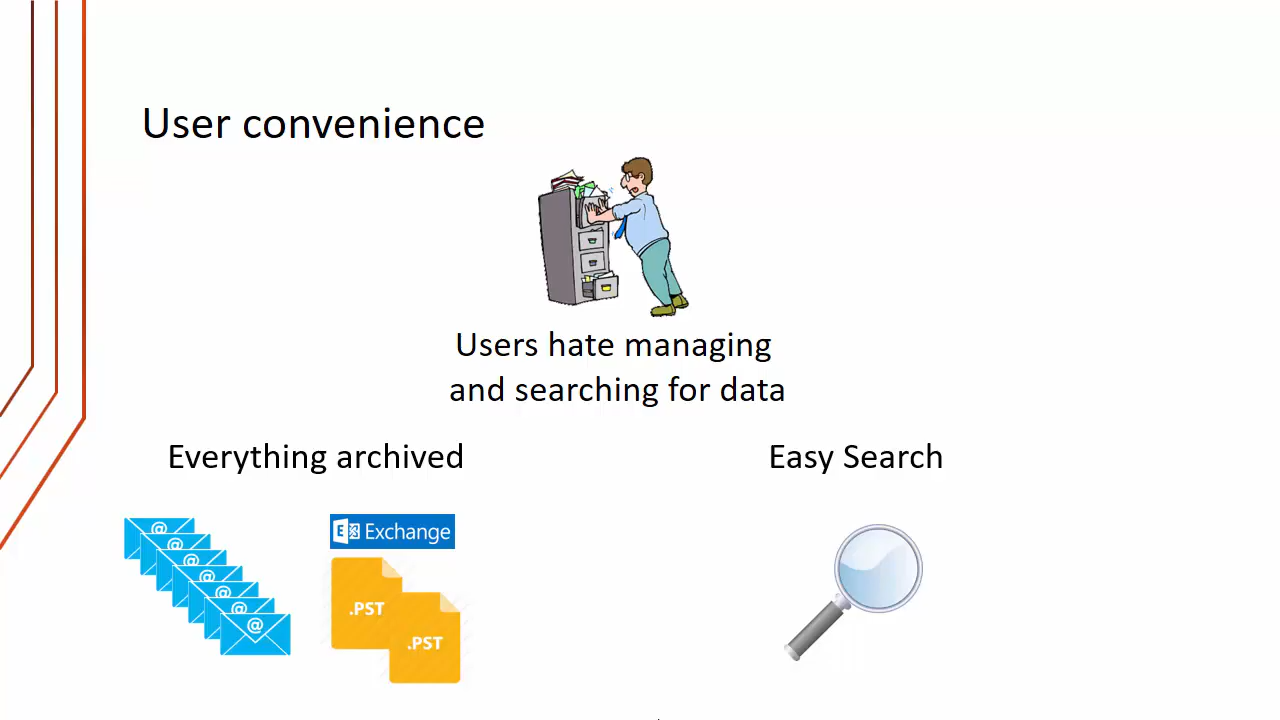 User convenience
Users hate managing
and searching for data
Everything archived
Easy Search
@
@
@
@
@
@
@
E Exchange
.PST
.PST